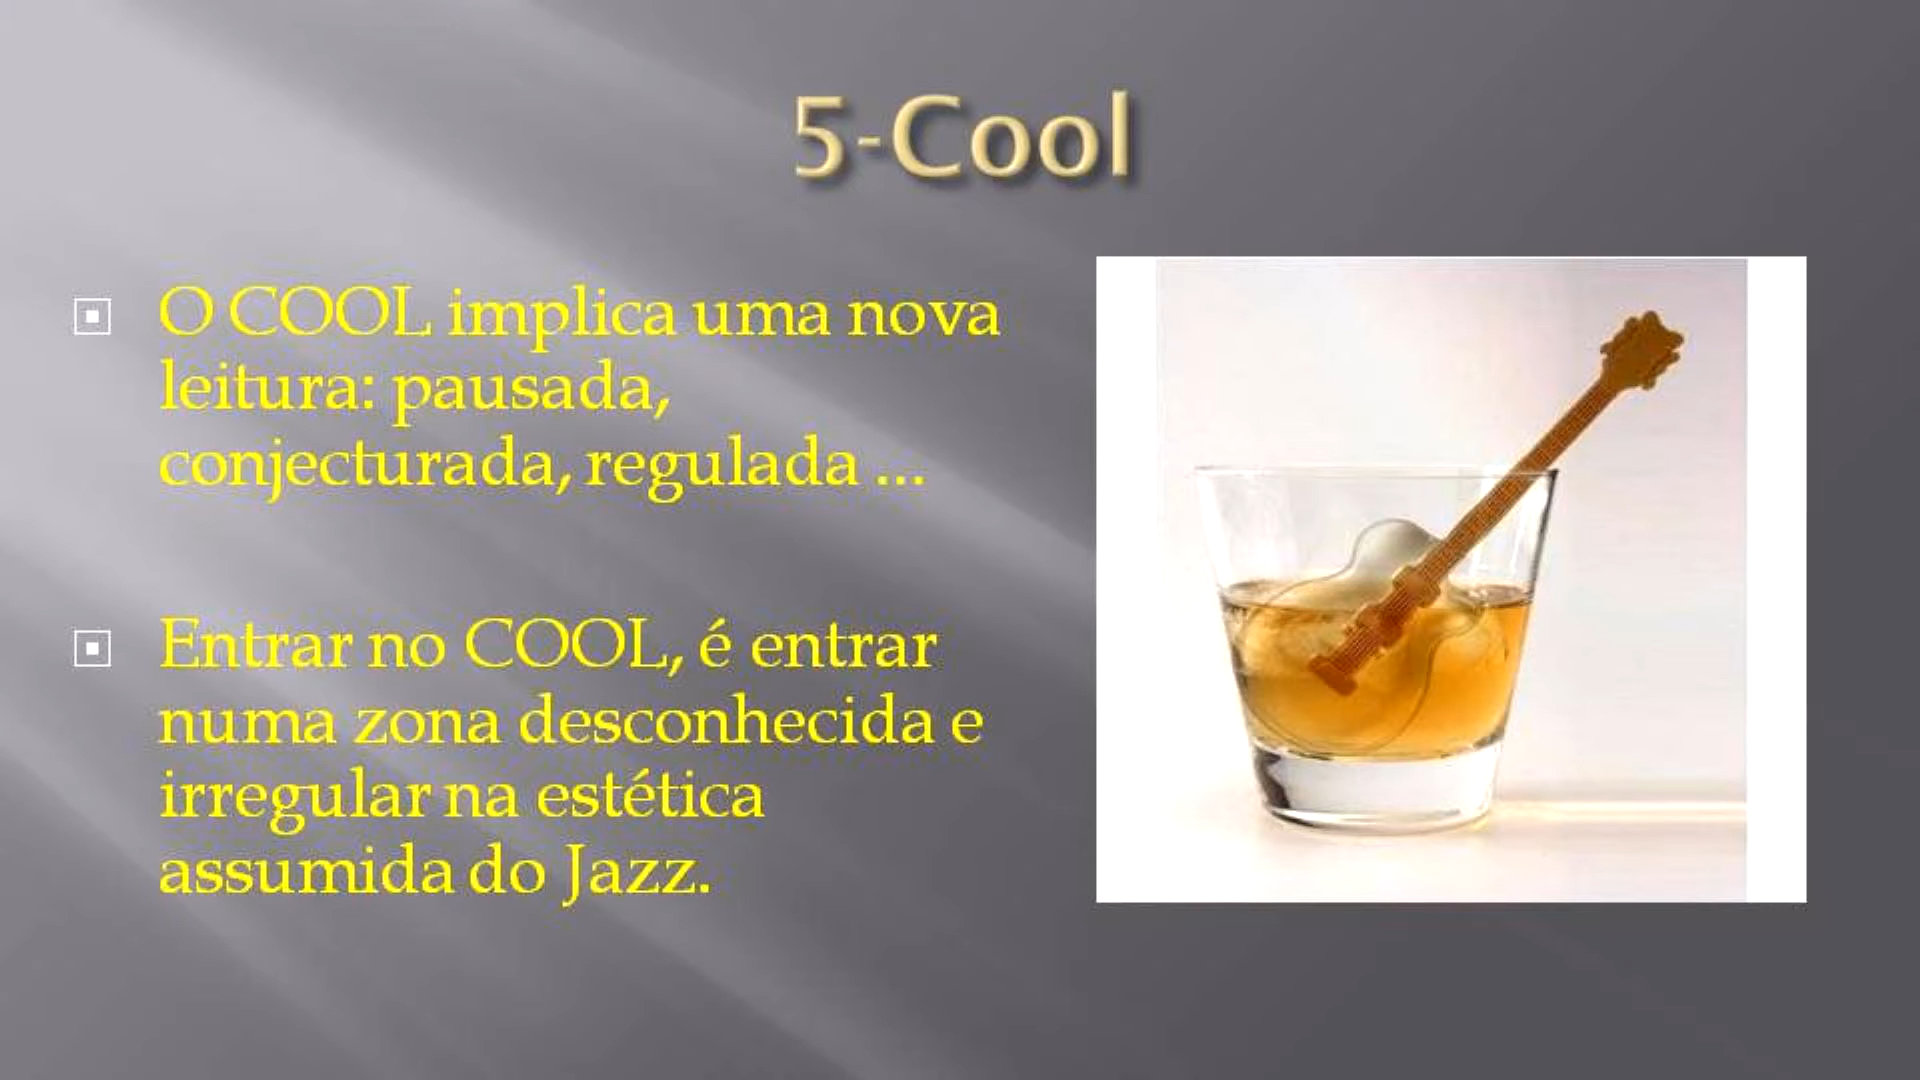 5-Cool
O COOL implica uma nova
leitura: pausada,
conjecturada, regulada ...
Entrar no COOL, é entrar
numa zona desconhecida e
irregular na estética
assumida do Jazz.